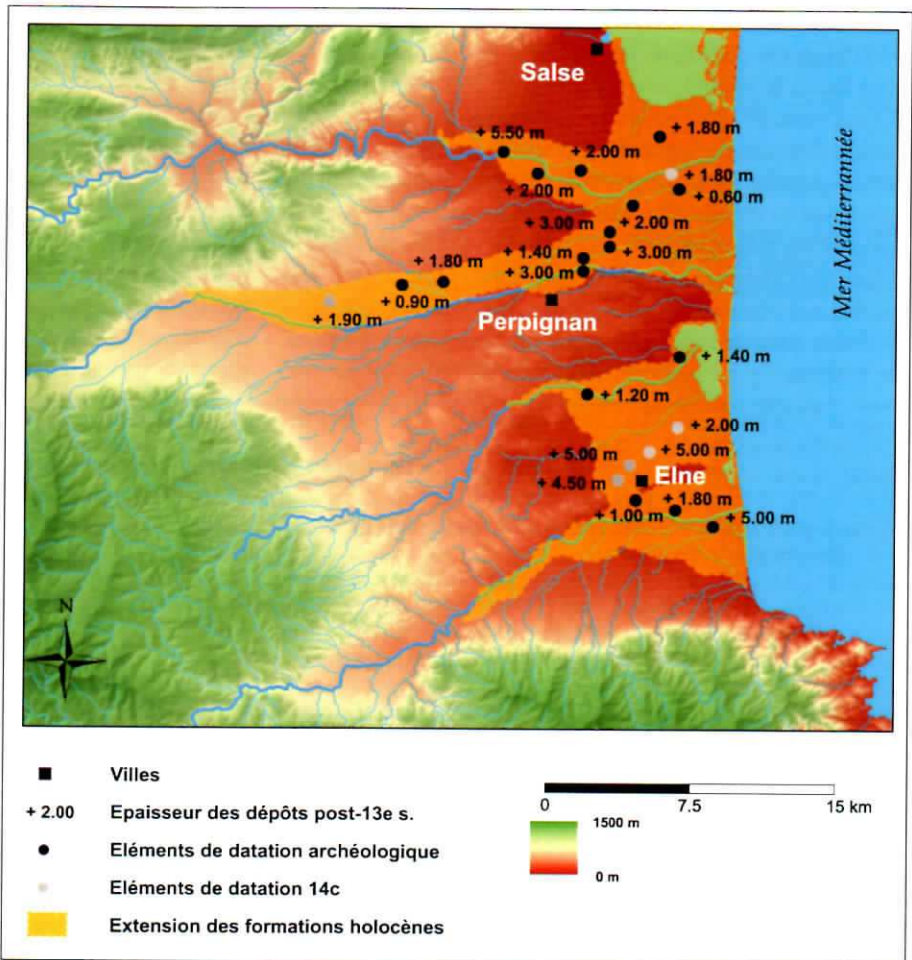 Salse
+ 5.50 m
+ 1.80 m
+ 2.00 m
+ 1.80 m
+ 2.00 m
+ 0.60 m
+ 3.00 m
+ 2.00 m
+ 1.40 m
+ 3.00 m
+ 1.80 m
+ 3.00 m
+ 0.90 m
+ 1.90 m
Perpignan
Mer Méditerrannée
+ 1.40 m
+ 1.20 m
+ 2.00 m
+ 5.00 m
+ 5.00 m
Elne
+ 4.50 m
+ 1.80 m
+ 1.00 m
+ 5.00 m
N
Villes
+ 2.00 Epaisseur des dépôts post-13e s.
Eléments de datation archéologique
Eléments de datation 14c
Extension des formations holocènes
0 7.5 15 km
1500 m
0 m